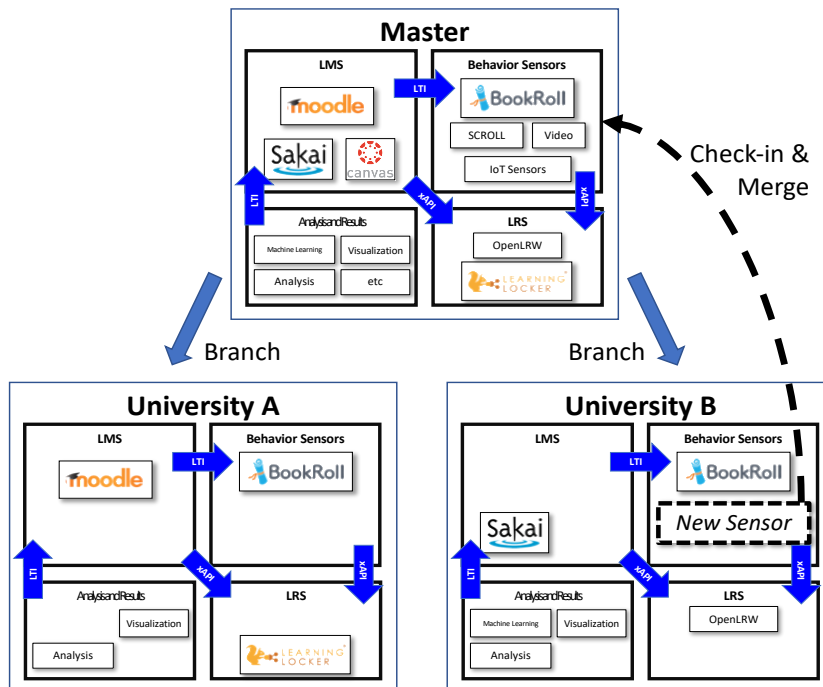 Master
LMS
Behavior Sensors
moodle
LTI
BookRoll
SCROLL
Video
Sakai
canvas
IoT Sensors
LTI
xAPI
xAPI
Analysis and Results
LRS
Machine Learning
Visualization
OpenLRW
Analysis
etc
LEARNING
LOCKER
Check-in &
Merge
Branch
Branch
University A
LMS
Behavior Sensors
moodle
LTI
BookRoll
LTI
xAPI
xAPI
Analysis and Results
LRS
Visualization
Analysis
LEARNING
LOCKER
University B
LMS
Behavior Sensors
LTI
BookRoll
Sakai
New Sensor
LTI
xAPI
xAPI
Analysis and Results
LRS
Machine Learning
Visualization
OpenLRW
Analysis